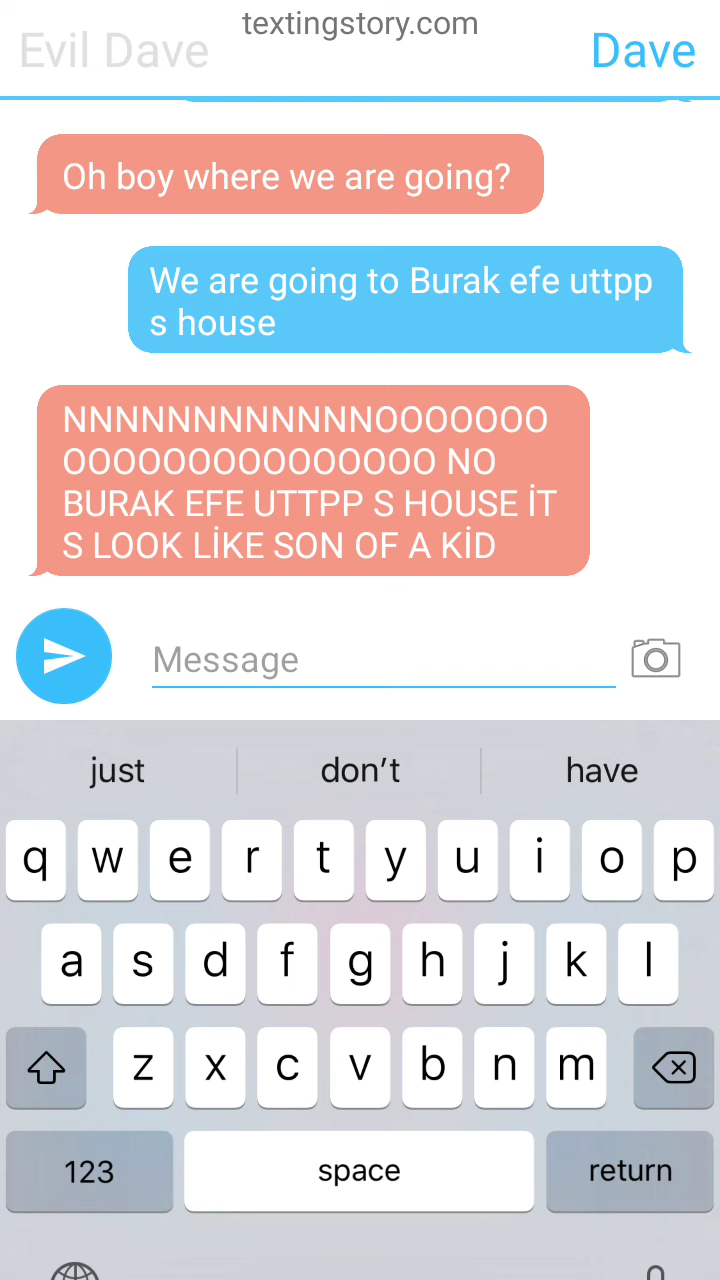 textingstory.com
Evil Dave
Dave
Oh boy where we are going?
We are going to Burak efe uttpp
s house
NNNNNNNNNNNNOOOOOOO
OOOOOOOOOOOOOOOOOO NO
BURAK EFE UTTPP S HOUSE İT
S LOOK LİKE SON OF A KİD
Message
just don’t have
q w e r t y u i o p
a s d f g h j k l
z x c v b n m
123 space return